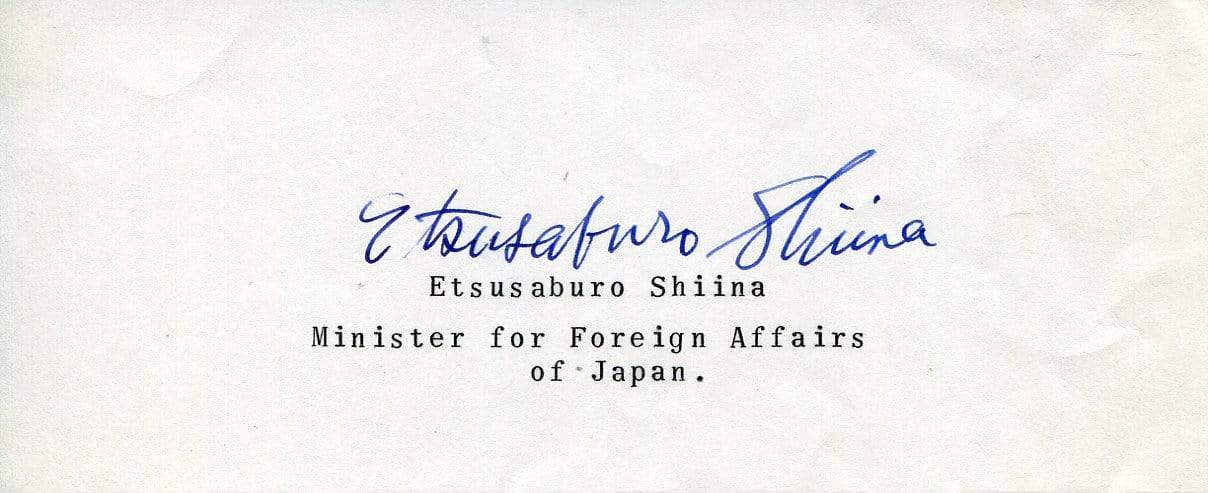 Etsusaburo Shiina
Etsusaburo Shiina
Minister for Foreign Affairs
of Japan.